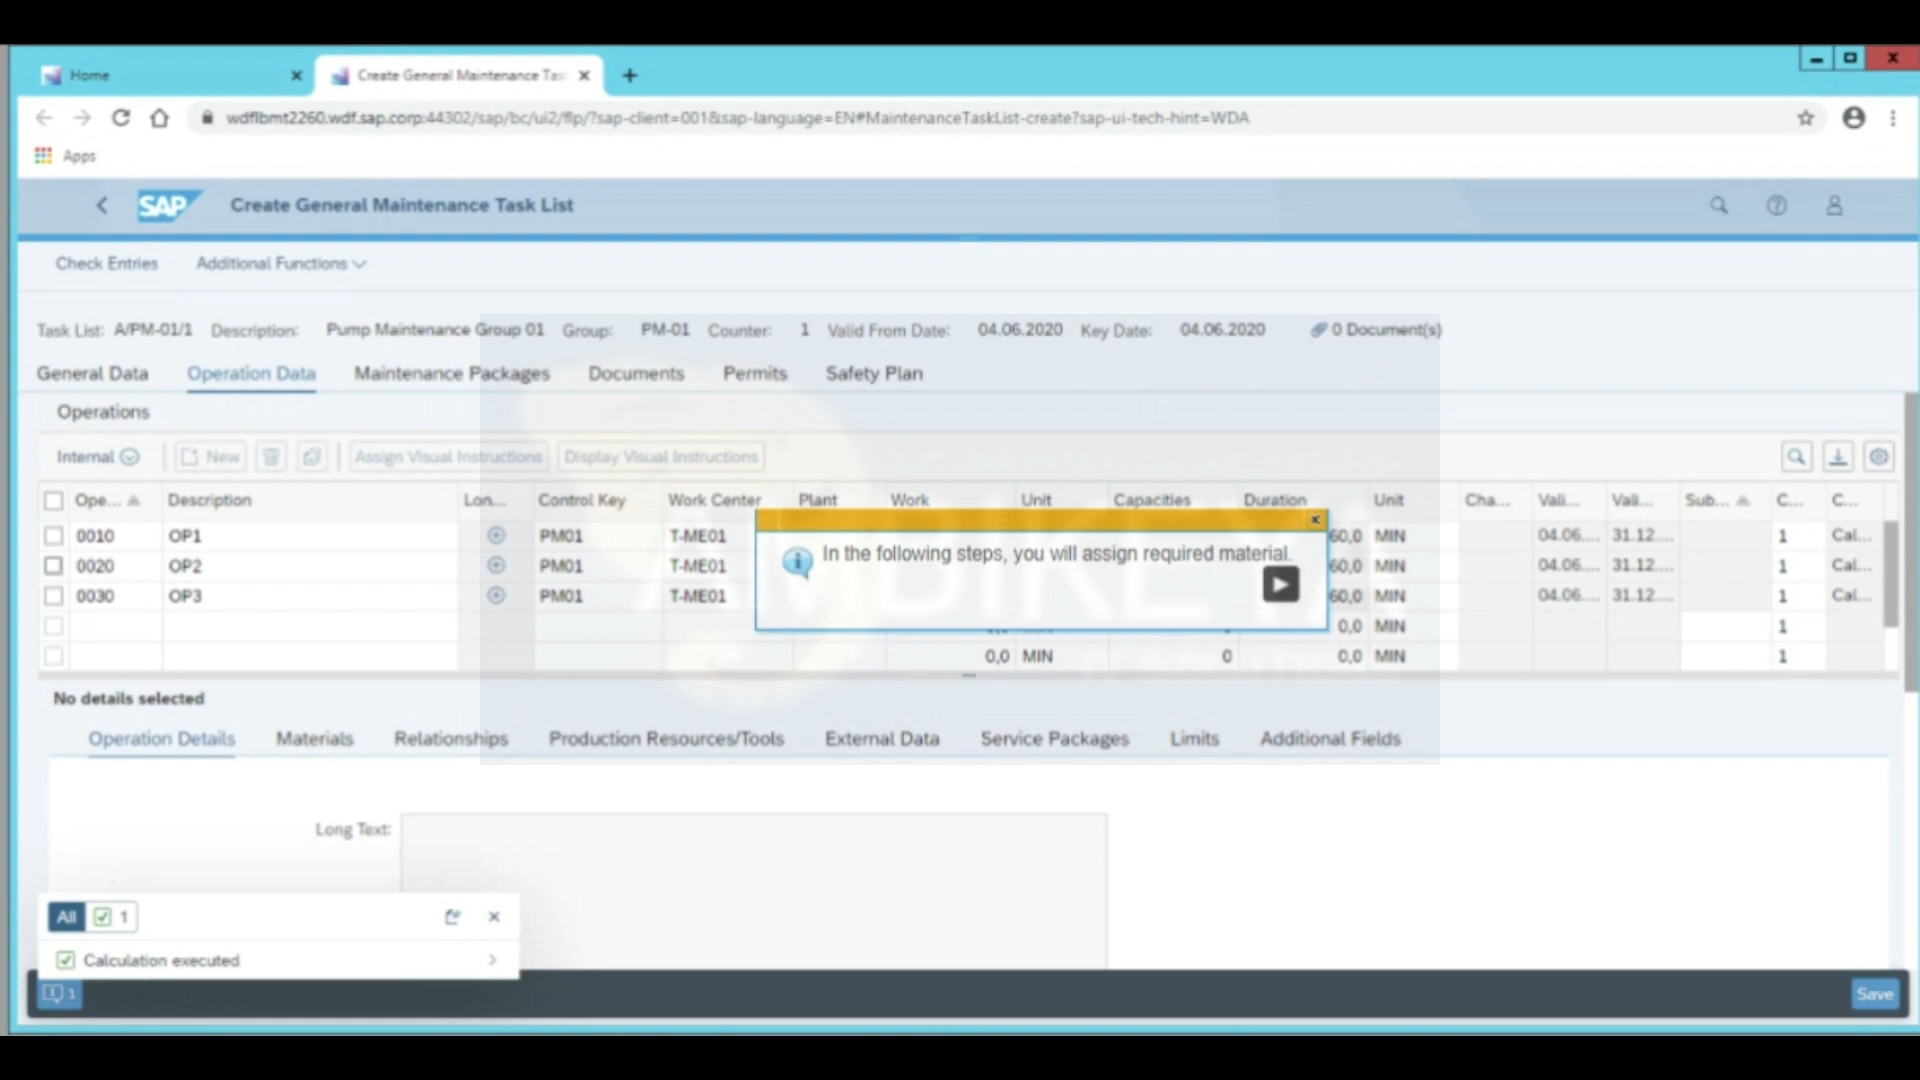 Home
Create General Maintenance Tas
wdflbmt2260.wdf.sap.corp:44302/sap/bc/ui2/flp/?sap-client=001&sap-language=EN#MaintenanceTaskList-create?sap-ui-tech-hint=WDA
Apps
SAP Create General Maintenance Task List
Check Entries Additional Functions
Task List: A/PM-01/1 Description: Pump Maintenance Group 01 Group: PM-01 Counter: 1 Valid From Date: 04.06.2020 Key Date: 04.06.2020 0 Document(s)
General Data Operation Data Maintenance Packages Documents Permits Safety Plan
Operations
Internal New Assign Visual Instructions Display Visual Instructions
Ope... Description Lon... Control Key Work Center Plant Work Unit Capacities Duration Unit Cha... Vali... Vali... Sub... C... C...
0010 OP1 PM01 T-ME01 60,0 MIN 04.06.... 31.12.... 1 Cal...
0020 OP2 PM01 T-ME01 60,0 MIN 04.06.... 31.12.... 1 Cal...
0030 OP3 PM01 T-ME01 60,0 MIN 04.06.... 31.12.... 1 Cal...
0,0 MIN 1
0,0 MIN 0 0,0 MIN 1
In the following steps, you will assign required material.
No details selected
Operation Details Materials Relationships Production Resources/Tools External Data Service Packages Limits Additional Fields
Long Text:
All 1
Calculation executed
1
Save